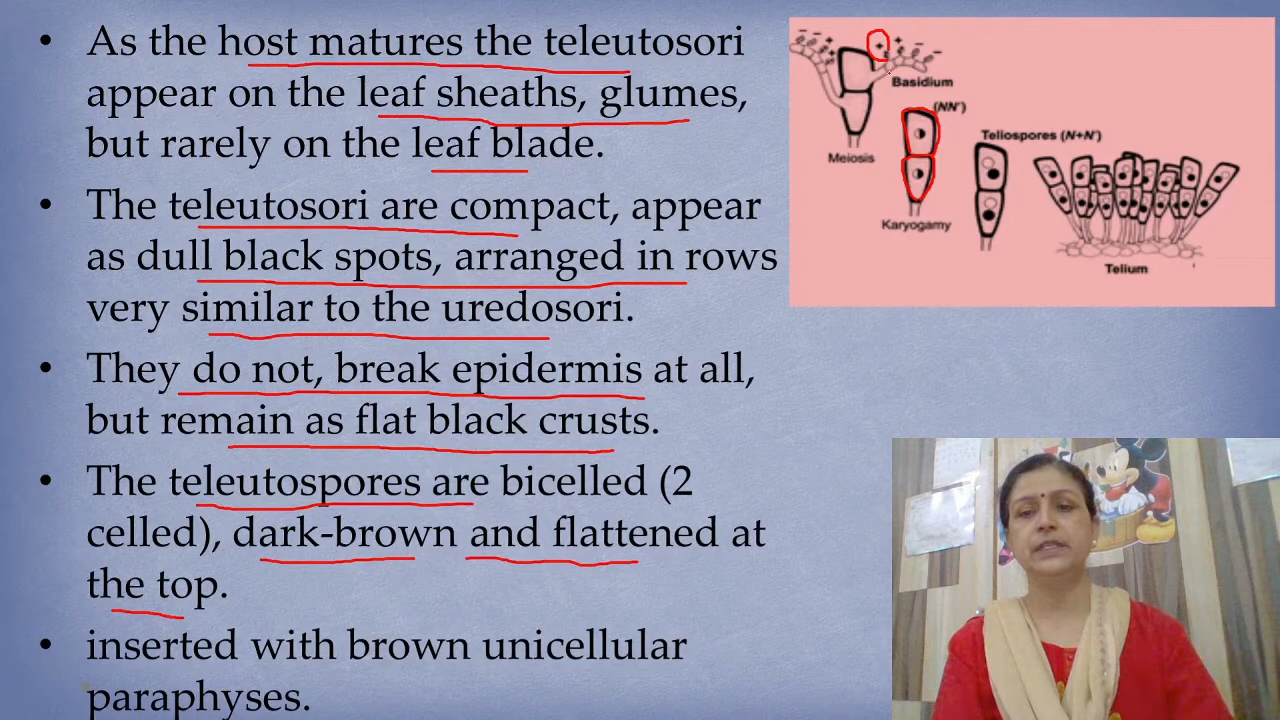 • As the host matures the teleutosori
appear on the leaf sheaths, glumes,
but rarely on the leaf blade.
• The teleutosori are compact, appear
as dull black spots, arranged in rows
very similar to the uredosori.
• They do not, break epidermis at all,
but remain as flat black crusts.
• The teleutospores are bicelled (2
celled), dark-brown and flattened at
the top.
• inserted with brown unicellular
paraphyses.
Basidium
(NN')
Meiosis
Teliospores (N+N')
Karyogamy
Telium